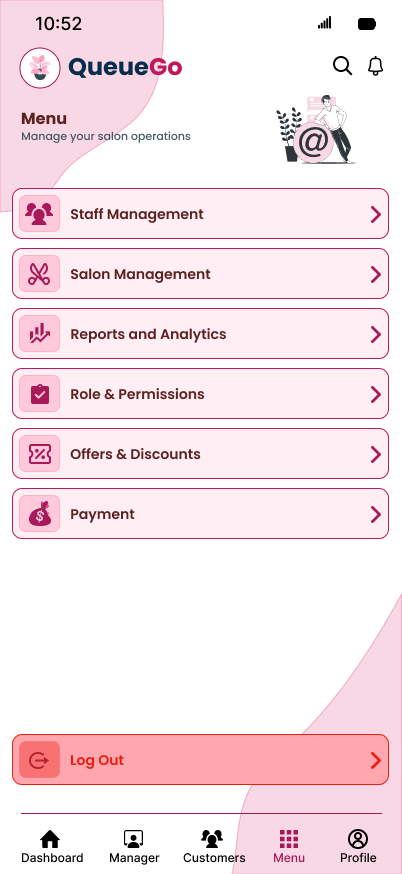 10:52
QueueGo
Menu
Manage your salon operations
@
Staff Management
Salon Management
Reports and Analytics
Role & Permissions
Offers & Discounts
$
Payment
Log Out
Dashboard
Manager
Customers
Menu
Profile